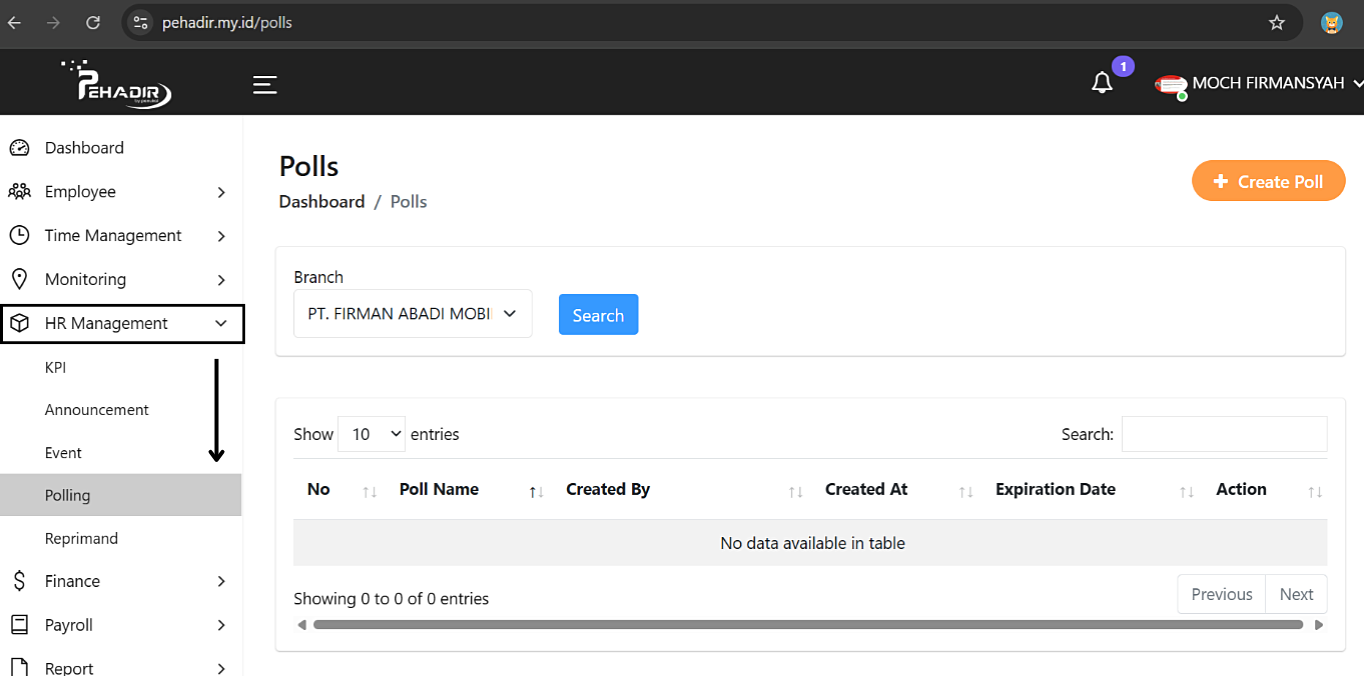 pehadir.my.id/polls
PEHADIR
1
MOCH FIRMANSYAH
Dashboard
Employee
Time Management
Monitoring
HR Management
KPI
Announcement
Event
Polling
Reprimand
Finance
Payroll
Report
Polls
Dashboard / Polls
+ Create Poll
Branch
PT. FIRMAN ABADI MOBI
Search
Show 10 entries
Search:
No Poll Name Created By Created At Expiration Date Action
No data available in table
Showing 0 to 0 of 0 entries
Previous Next